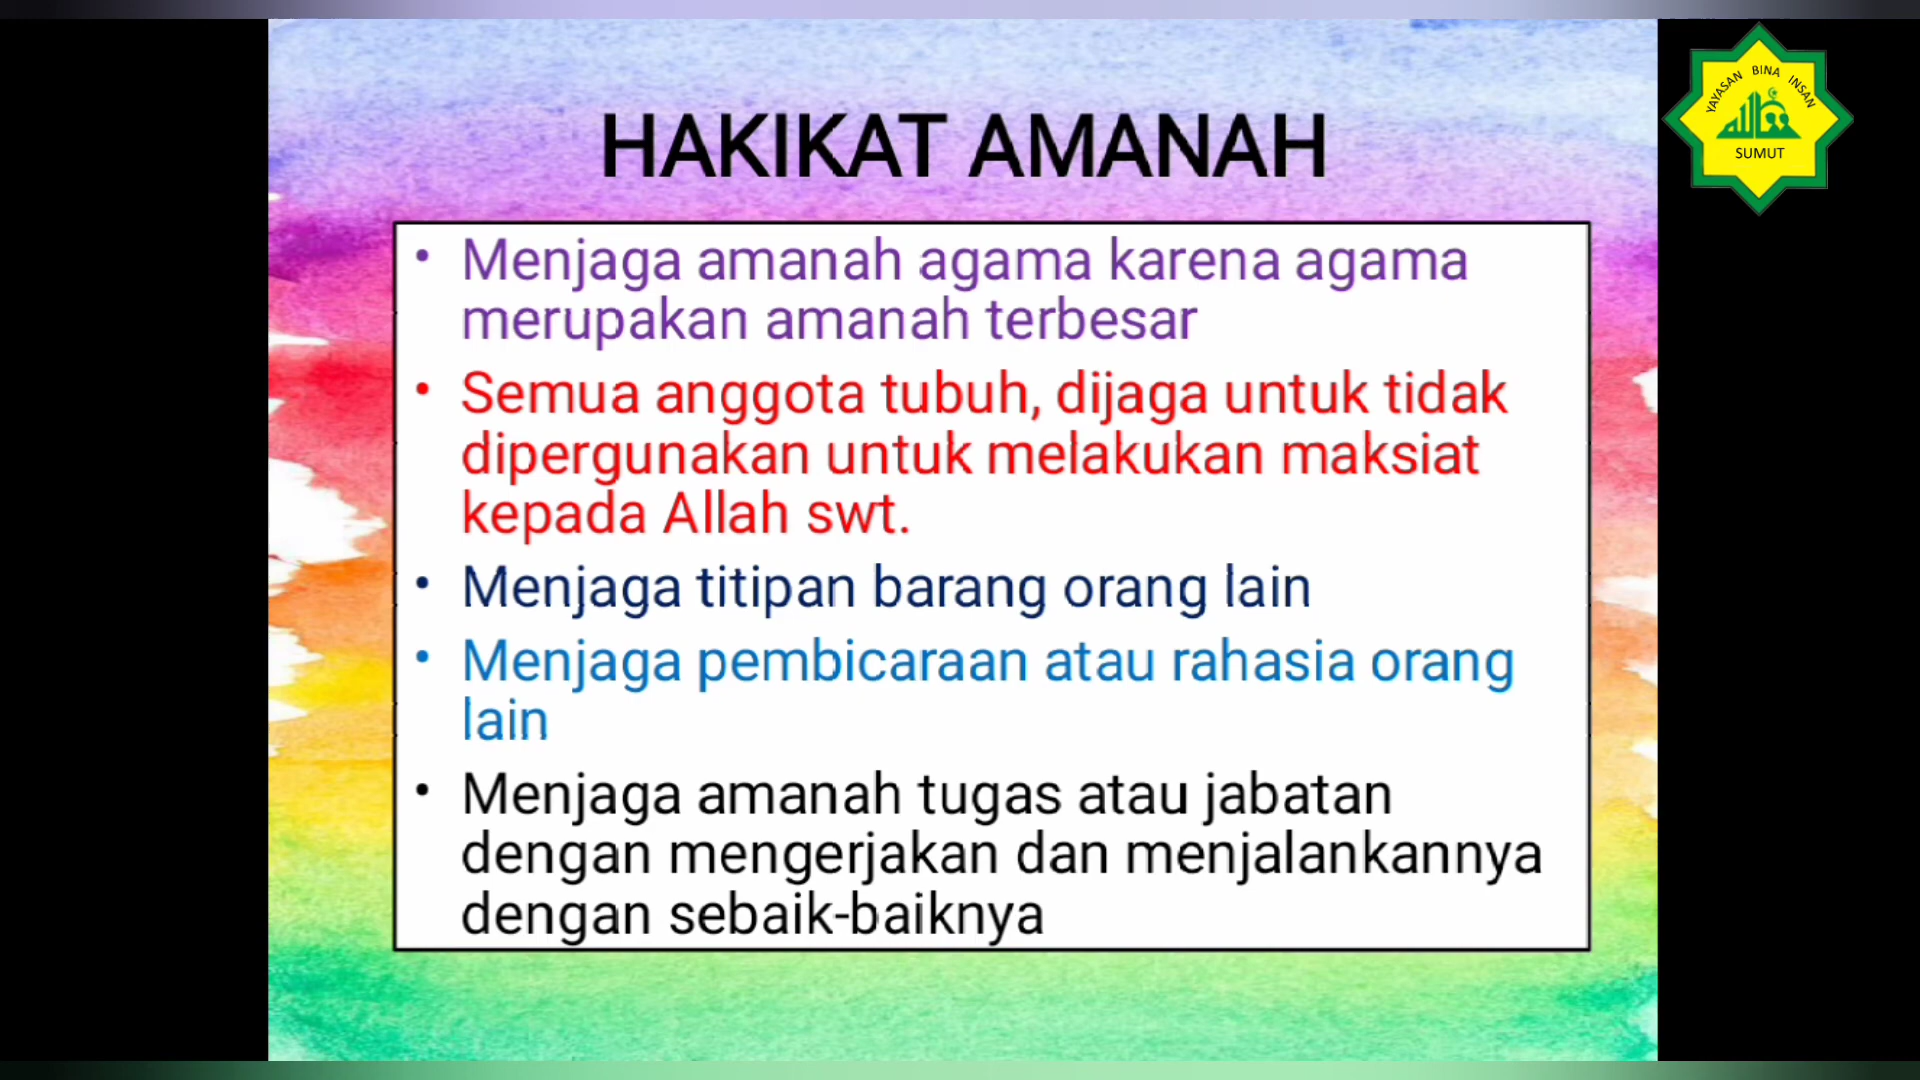 HAKIKAT AMANAH
• Menjaga amanah agama karena agama
merupakan amanah terbesar
• Semua anggota tubuh, dijaga untuk tidak
dipergunakan untuk melakukan maksiat
kepada Allah swt.
• Menjaga titipan barang orang lain
• Menjaga pembicaraan atau rahasia orang
lain
• Menjaga amanah tugas atau jabatan
dengan mengerjakan dan menjalankannya
dengan sebaik-baiknya
YAYASAN BINA INSAN
SUMUT